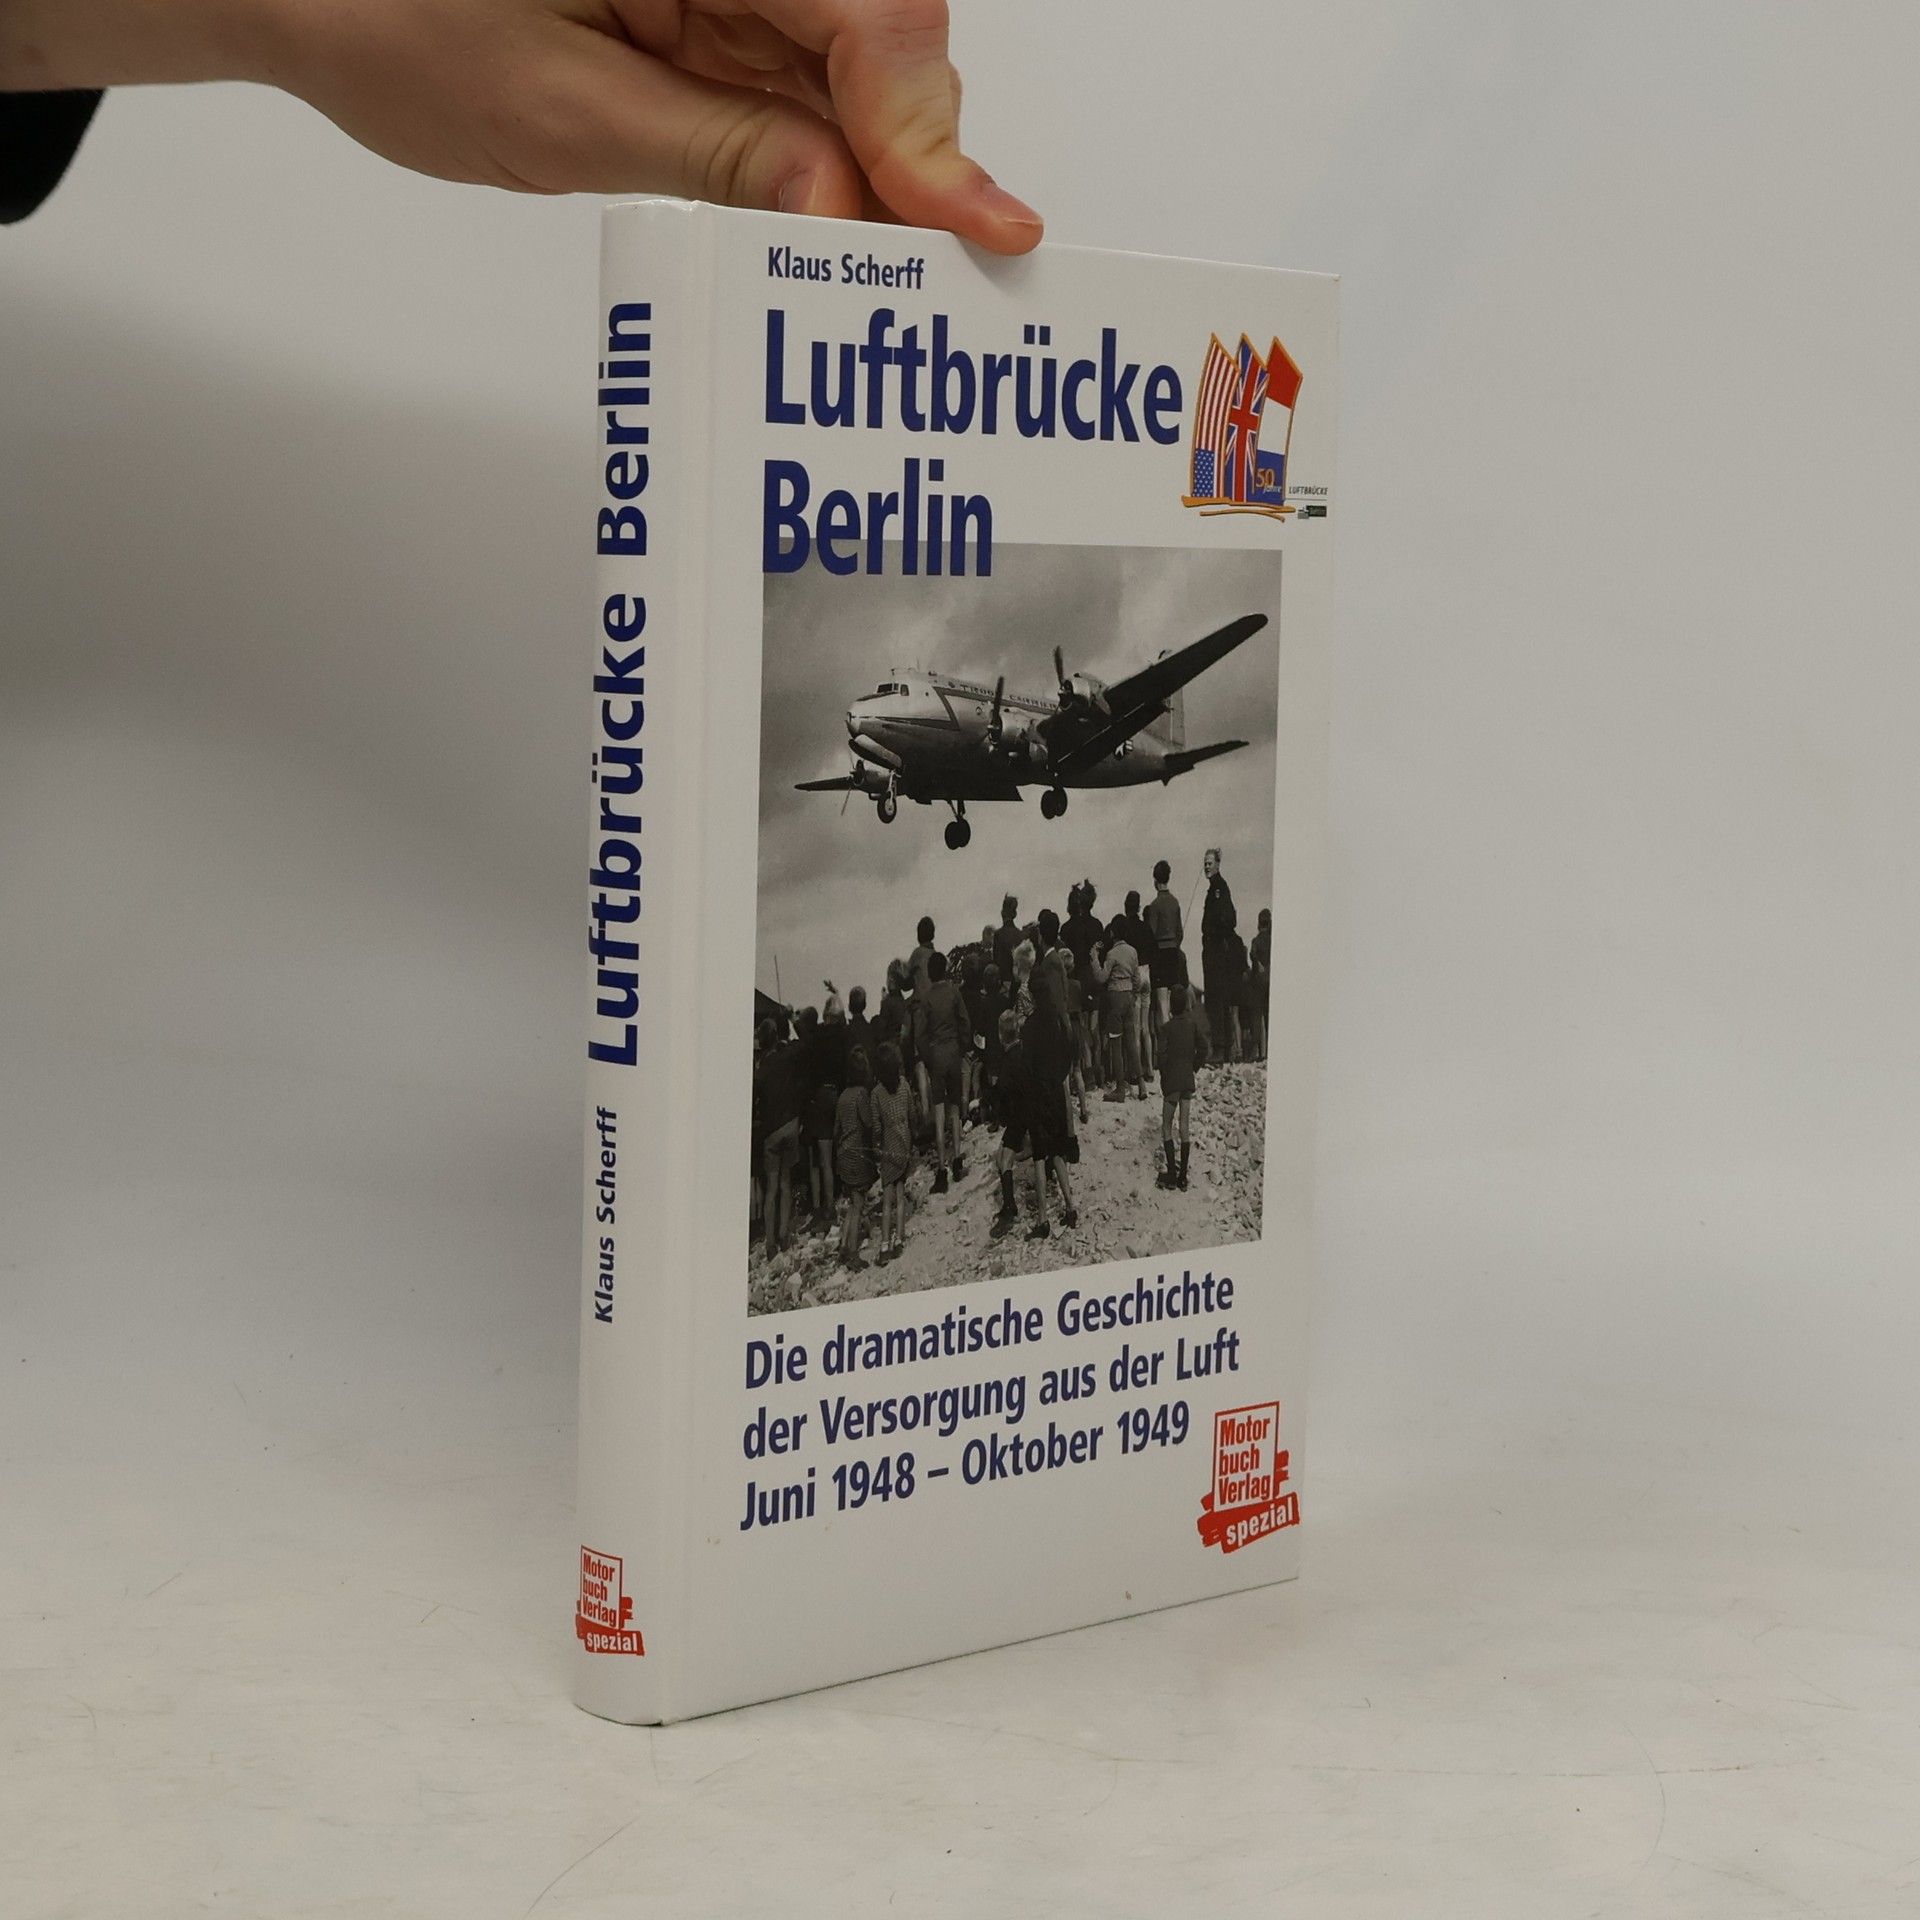 Klaus Scherff
Luftbrücke
Berlin
50
Jahre
LUFTBRÜCKE
Die dramatische Geschichte
der Versorgung aus der Luft
Juni 1948 – Oktober 1949
Motor
buch
Verlag
spezial
Klaus Scherff Luftbrücke Berlin
Motor
buch
Verlag
spezial